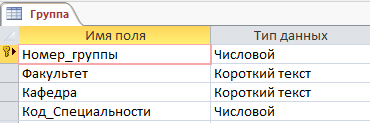 Группа
Имя поля Тип данных
Номер_группы Числовой
Факультет Короткий текст
Кафедра Короткий текст
Код_Специальности Числовой